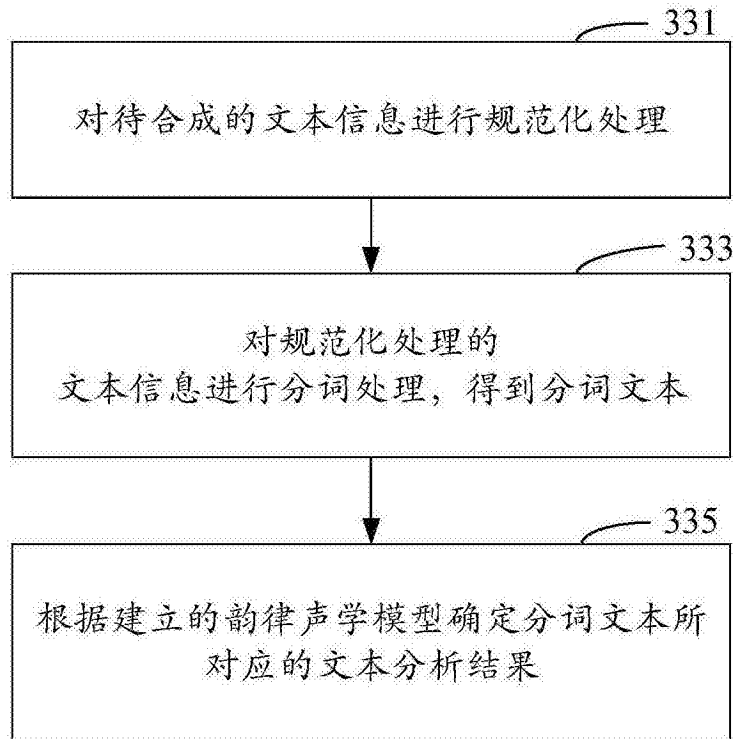 331
对待合成的文本信息进行规范化处理
333
对规范化处理的
文本信息进行分词处理，得到分词文本
335
根据建立的韵律声学模型确定分词文本所
对应的文本分析结果